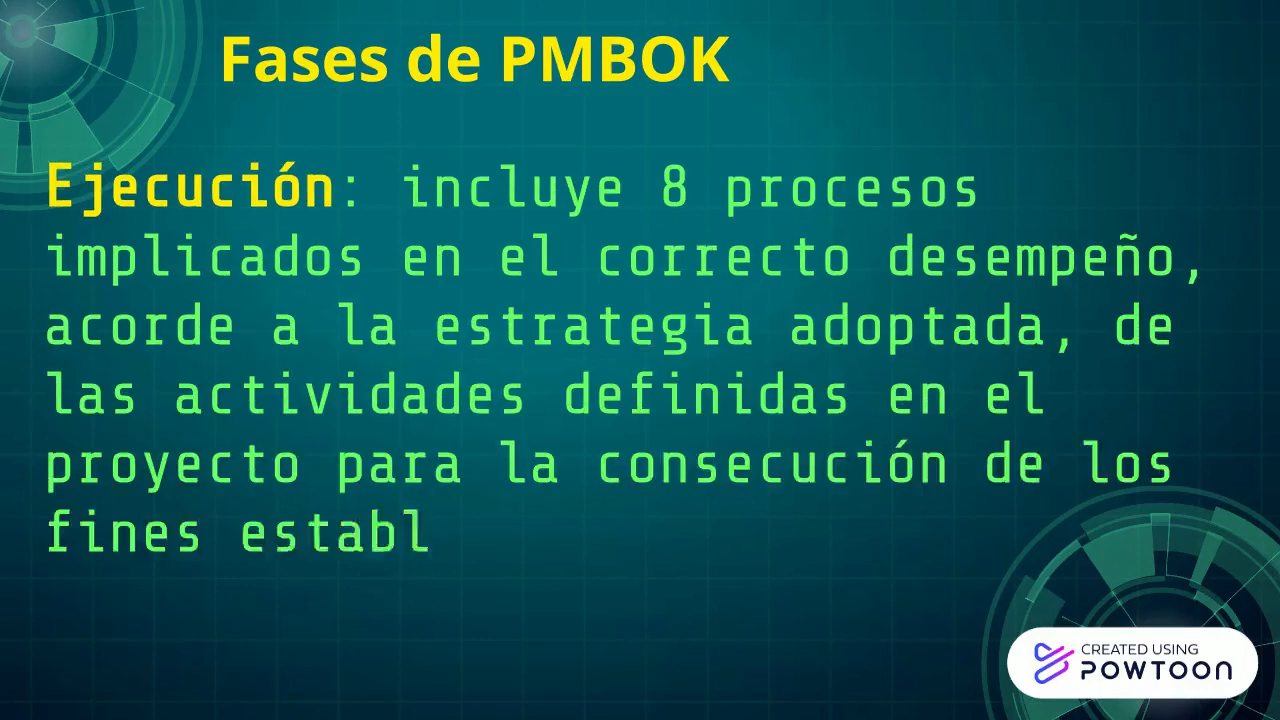 Fases de PMBOK
Ejecución: incluye 8 procesos
implicados en el correcto desempeño,
acorde a la estrategia adoptada, de
las actividades definidas en el
proyecto para la consecución de los
fines establ
CREATED USING
POWTOON